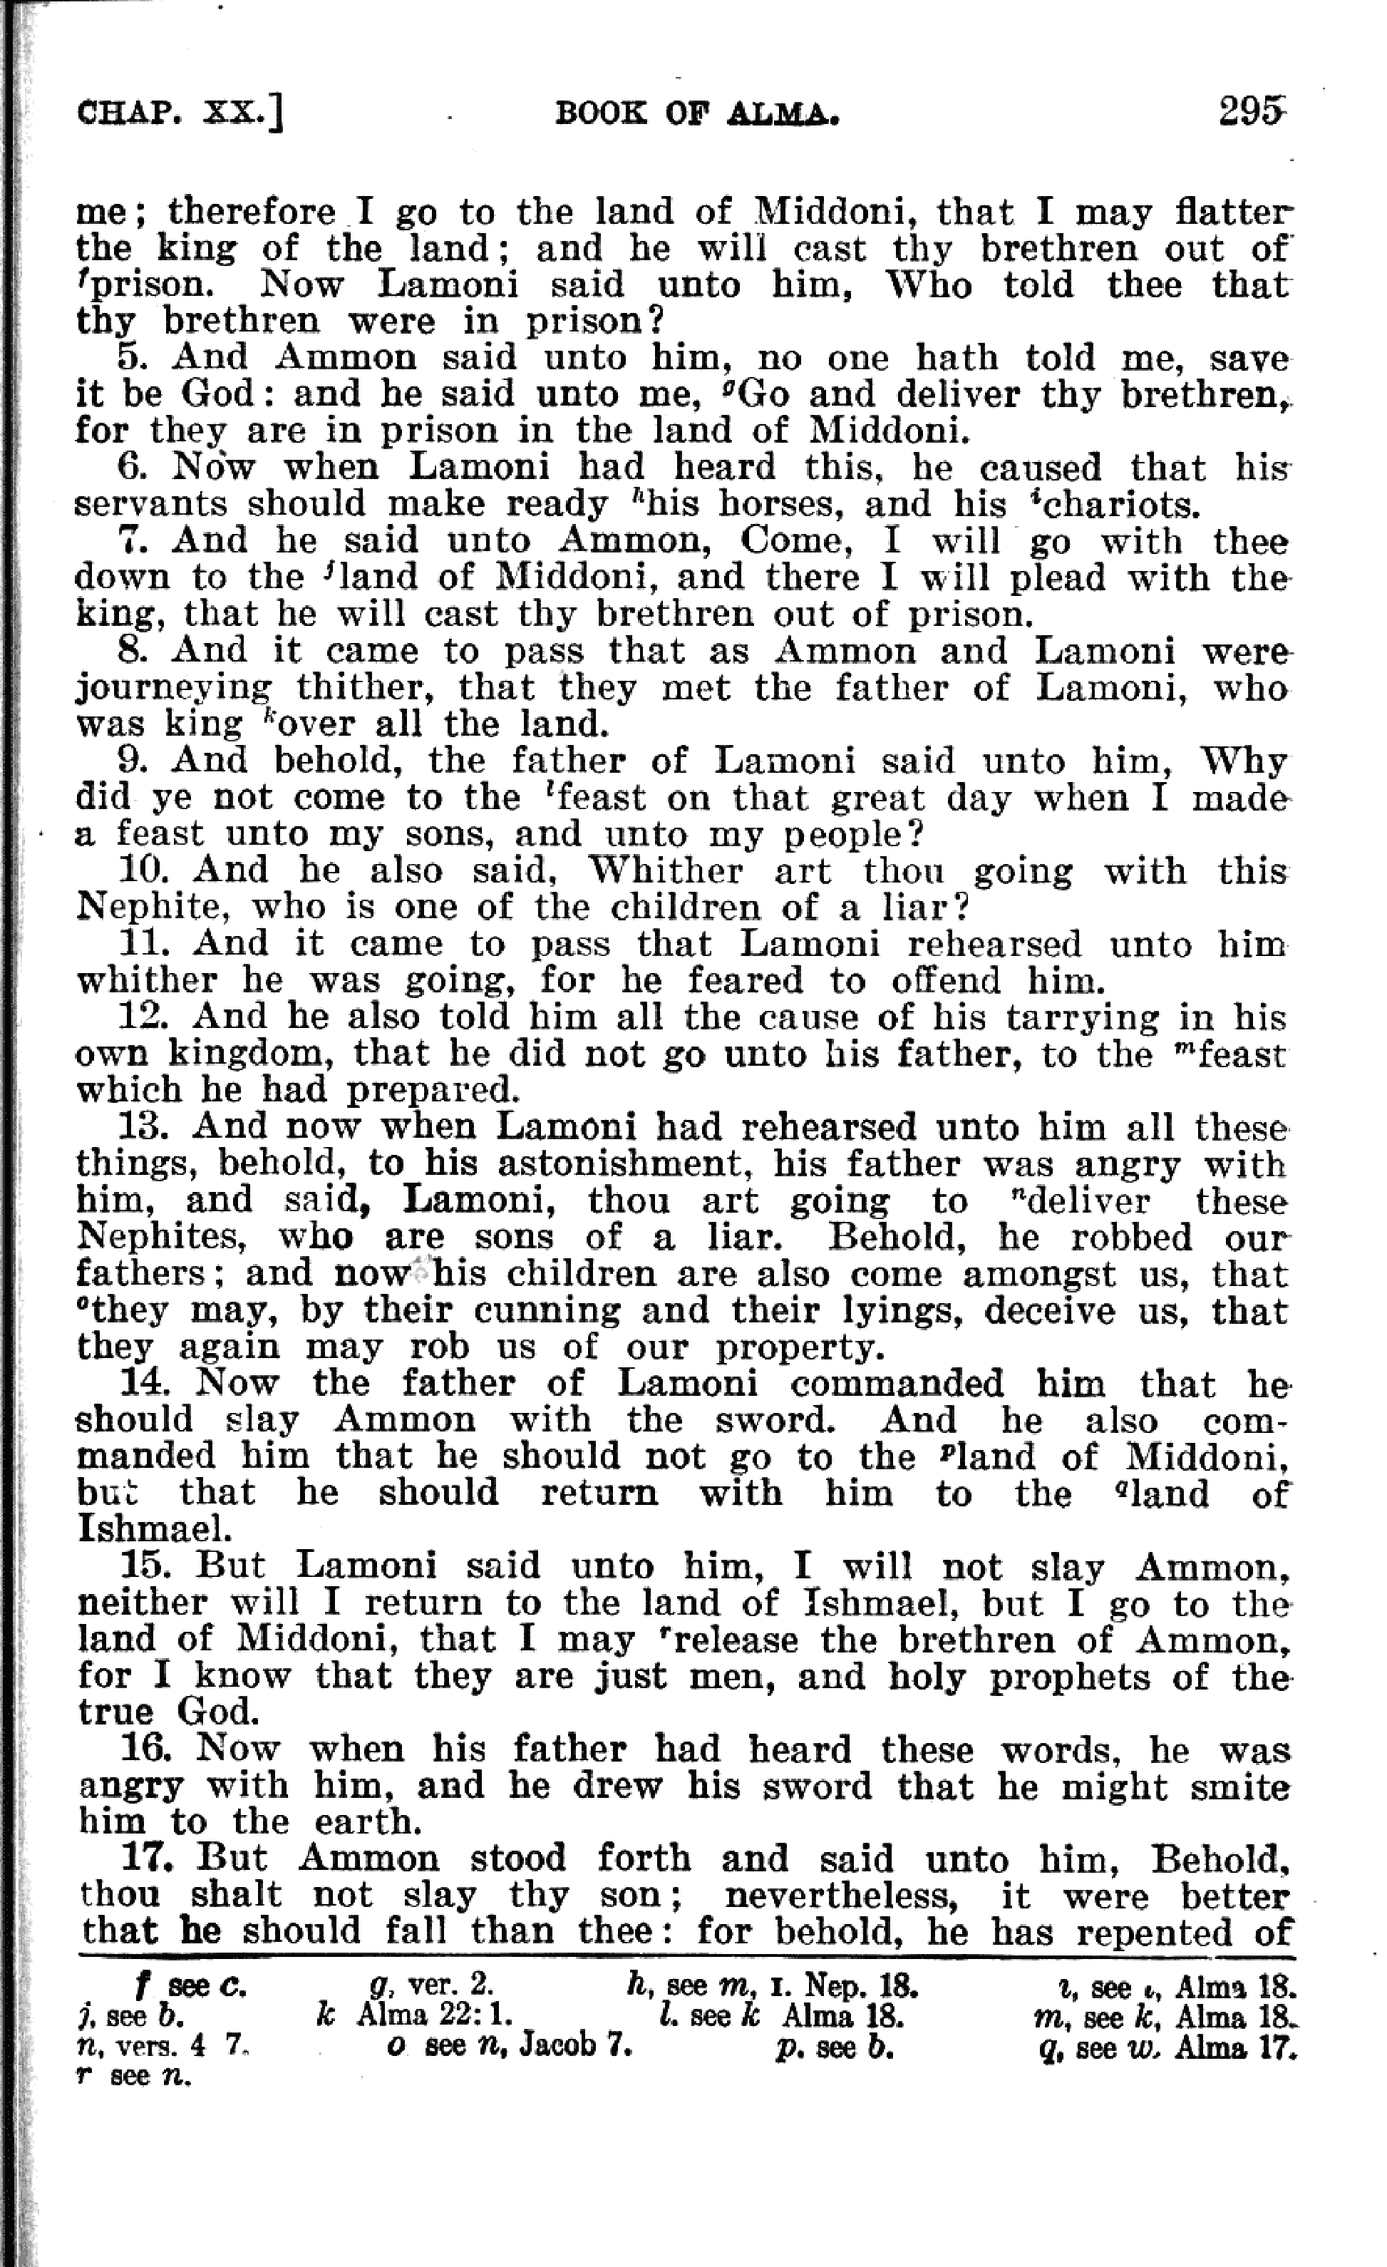 CHAP. XX.] BOOK OF ALMA. 295
me; therefore I go to the land of Middoni, that I may flatter
the king of the land; and he will cast thy brethren out of
fprison. Now Lamoni said unto him, Who told thee that
thy brethren were in prison?
5. And Ammon said unto him, no one hath told me, save
it be God: and he said unto me, gGo and deliver thy brethren,
for they are in prison in the land of Middoni.
6. Now when Lamoni had heard this, he caused that his
servants should make ready hhis horses, and his ichariots.
7. And he said unto Ammon, Come, I will go with thee
down to the jland of Middoni, and there I will plead with the
king, that he will cast thy brethren out of prison.
8. And it came to pass that as Ammon and Lamoni were
journeying thither, that they met the father of Lamoni, who
was king kover all the land.
9. And behold, the father of Lamoni said unto him, Why
did ye not come to the lfeast on that great day when I made
a feast unto my sons, and unto my people?
10. And he also said, Whither art thou going with this
Nephite, who is one of the children of a liar?
11. And it came to pass that Lamoni rehearsed unto him
whither he was going, for he feared to offend him.
12. And he also told him all the cause of his tarrying in his
own kingdom, that he did not go unto his father, to the mfeast
which he had prepared.
13. And now when Lamoni had rehearsed unto him all these
things, behold, to his astonishment, his father was angry with
him, and said, Lamoni, thou art going to ndeliver these
Nephites, who are sons of a liar. Behold, he robbed our
fathers; and now his children are also come amongst us, that
othey may, by their cunning and their lyings, deceive us, that
they again may rob us of our property.
14. Now the father of Lamoni commanded him that he
should slay Ammon with the sword. And he also com-
manded him that he should not go to the pland of Middoni,
but that he should return with him to the qland of
Ishmael.
15. But Lamoni said unto him, I will not slay Ammon,
neither will I return to the land of Ishmael, but I go to the
land of Middoni, that I may rrelease the brethren of Ammon,
for I know that they are just men, and holy prophets of the
true God.
16. Now when his father had heard these words, he was
angry with him, and he drew his sword that he might smite
him to the earth.
17. But Ammon stood forth and said unto him, Behold,
thou shalt not slay thy son; nevertheless, it were better
that he should fall than thee: for behold, he has repented of
f see c. g, ver. 2. h, see m, I. Nep. 18. i, see i, Alma 18.
j, see b. k Alma 22:1. l. see k Alma 18. m, see k, Alma 18.
n, vers. 4 7. o see n, Jacob 7. p. see b. q, see w. Alma 17.
r see n.